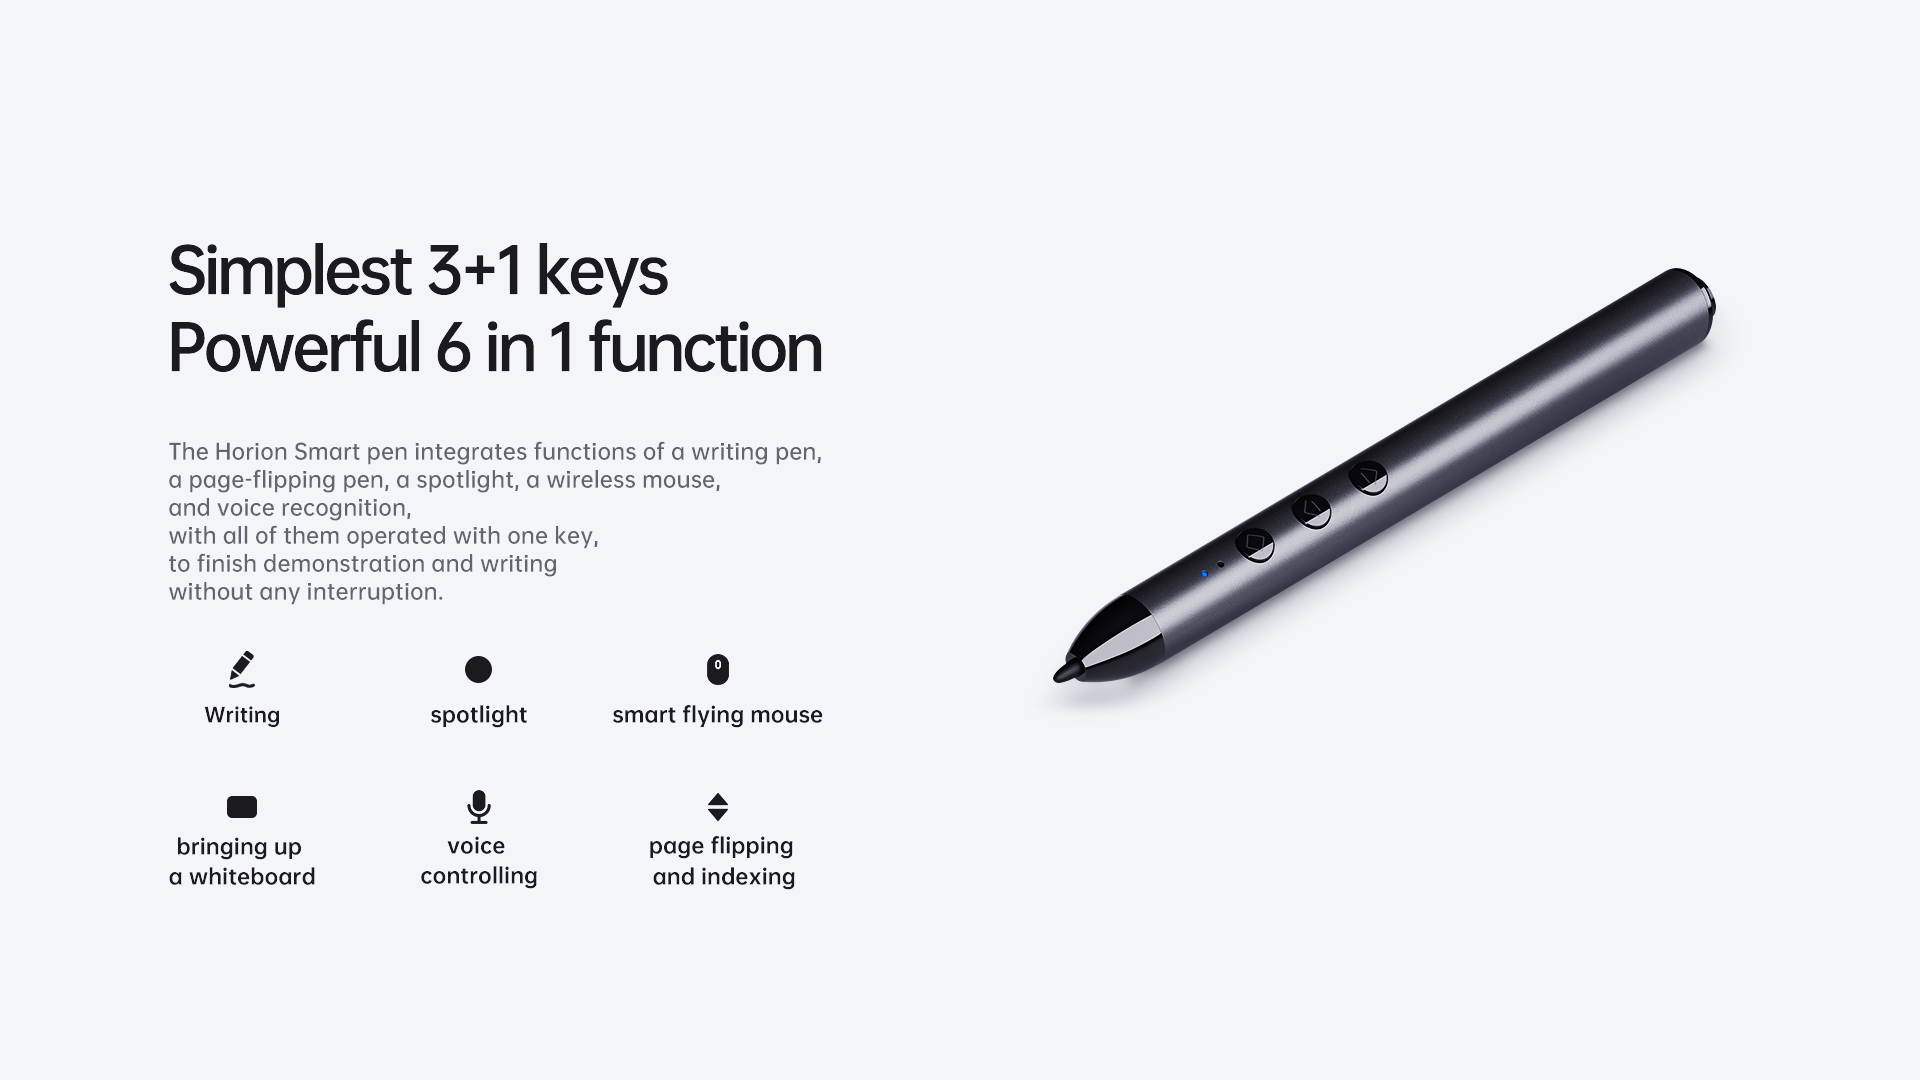 Simplest 3+1 keys
Powerful 6 in 1 function
The Horion Smart pen integrates functions of a writing pen,
a page-flipping pen, a spotlight, a wireless mouse,
and voice recognition,
with all of them operated with one key,
to finish demonstration and writing
without any interruption.
Writing
spotlight
smart flying mouse
bringing up
a whiteboard
voice
controlling
page flipping
and indexing